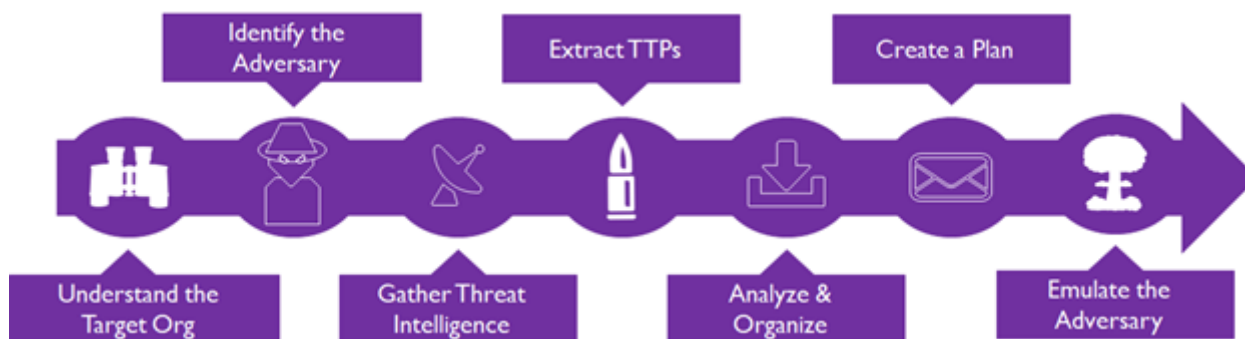 Identify the
Adversary
Extract TTPs
Create a Plan
Understand the
Target Org
Gather Threat
Intelligence
Analyze &
Organize
Emulate the
Adversary